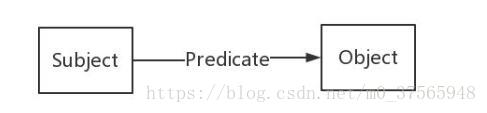 Subject Predicate Object
https://blog.csdn.net/m0_37565948